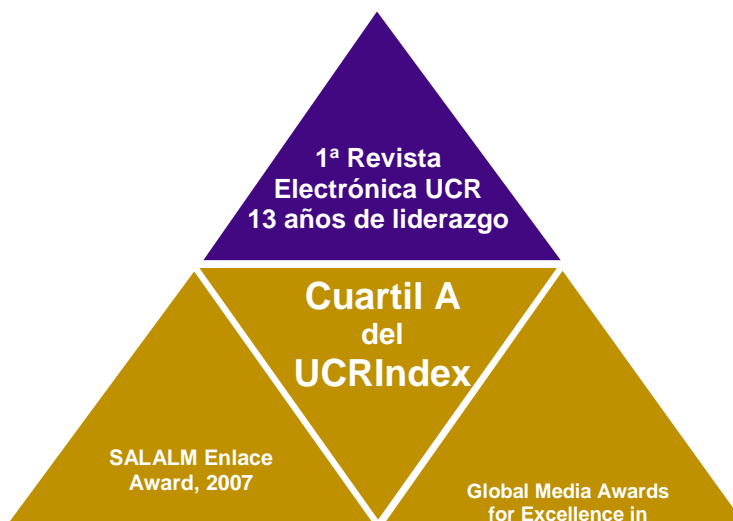 1ª Revista
Electrónica UCR
13 años de liderazgo
Cuartil A
del
UCRIndex
SALALM Enlace
Award, 2007
Global Media Awards
for Excellence in